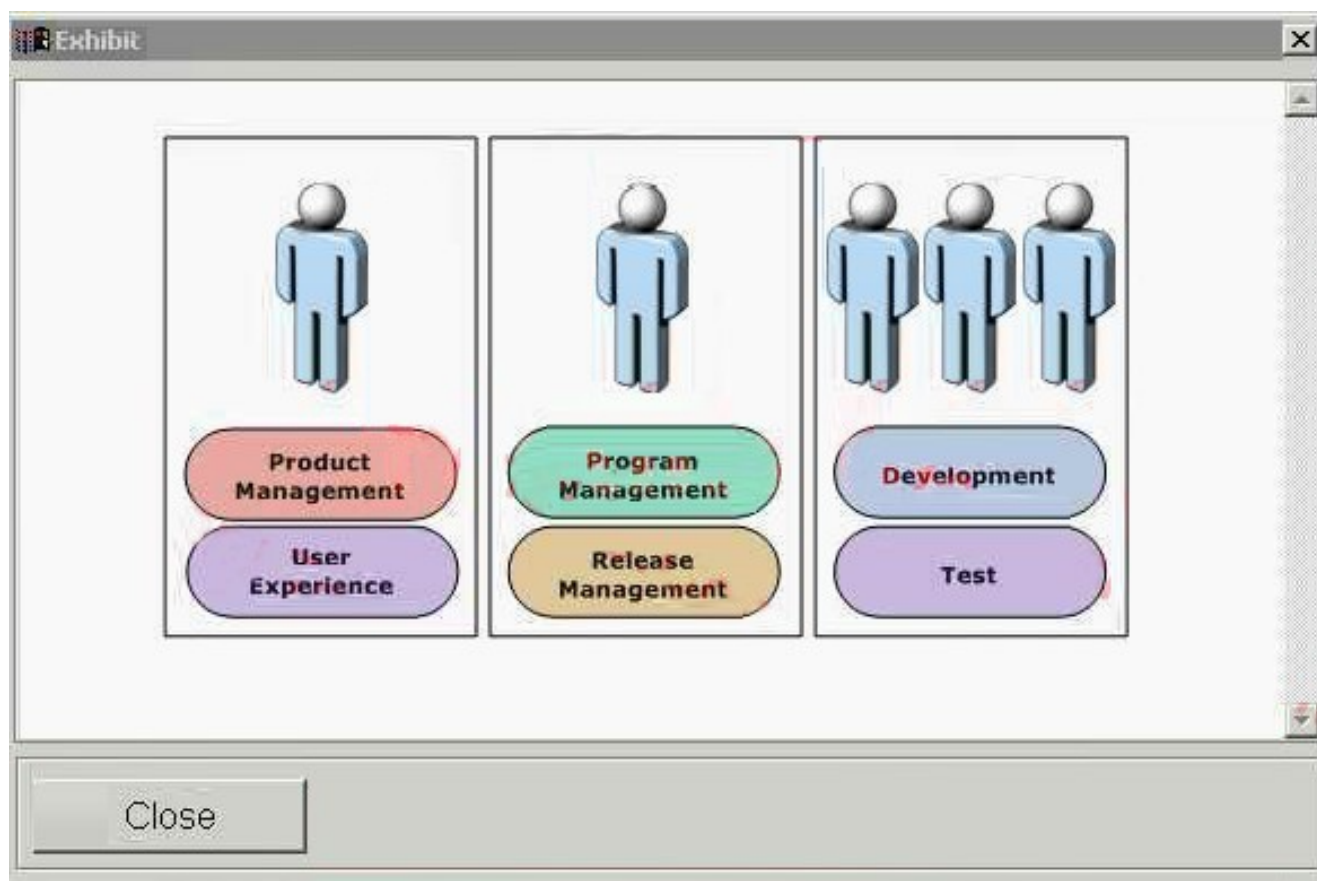 Exhibit
Product
Management
Program
Management
Development
User
Experience
Release
Management
Test
Close